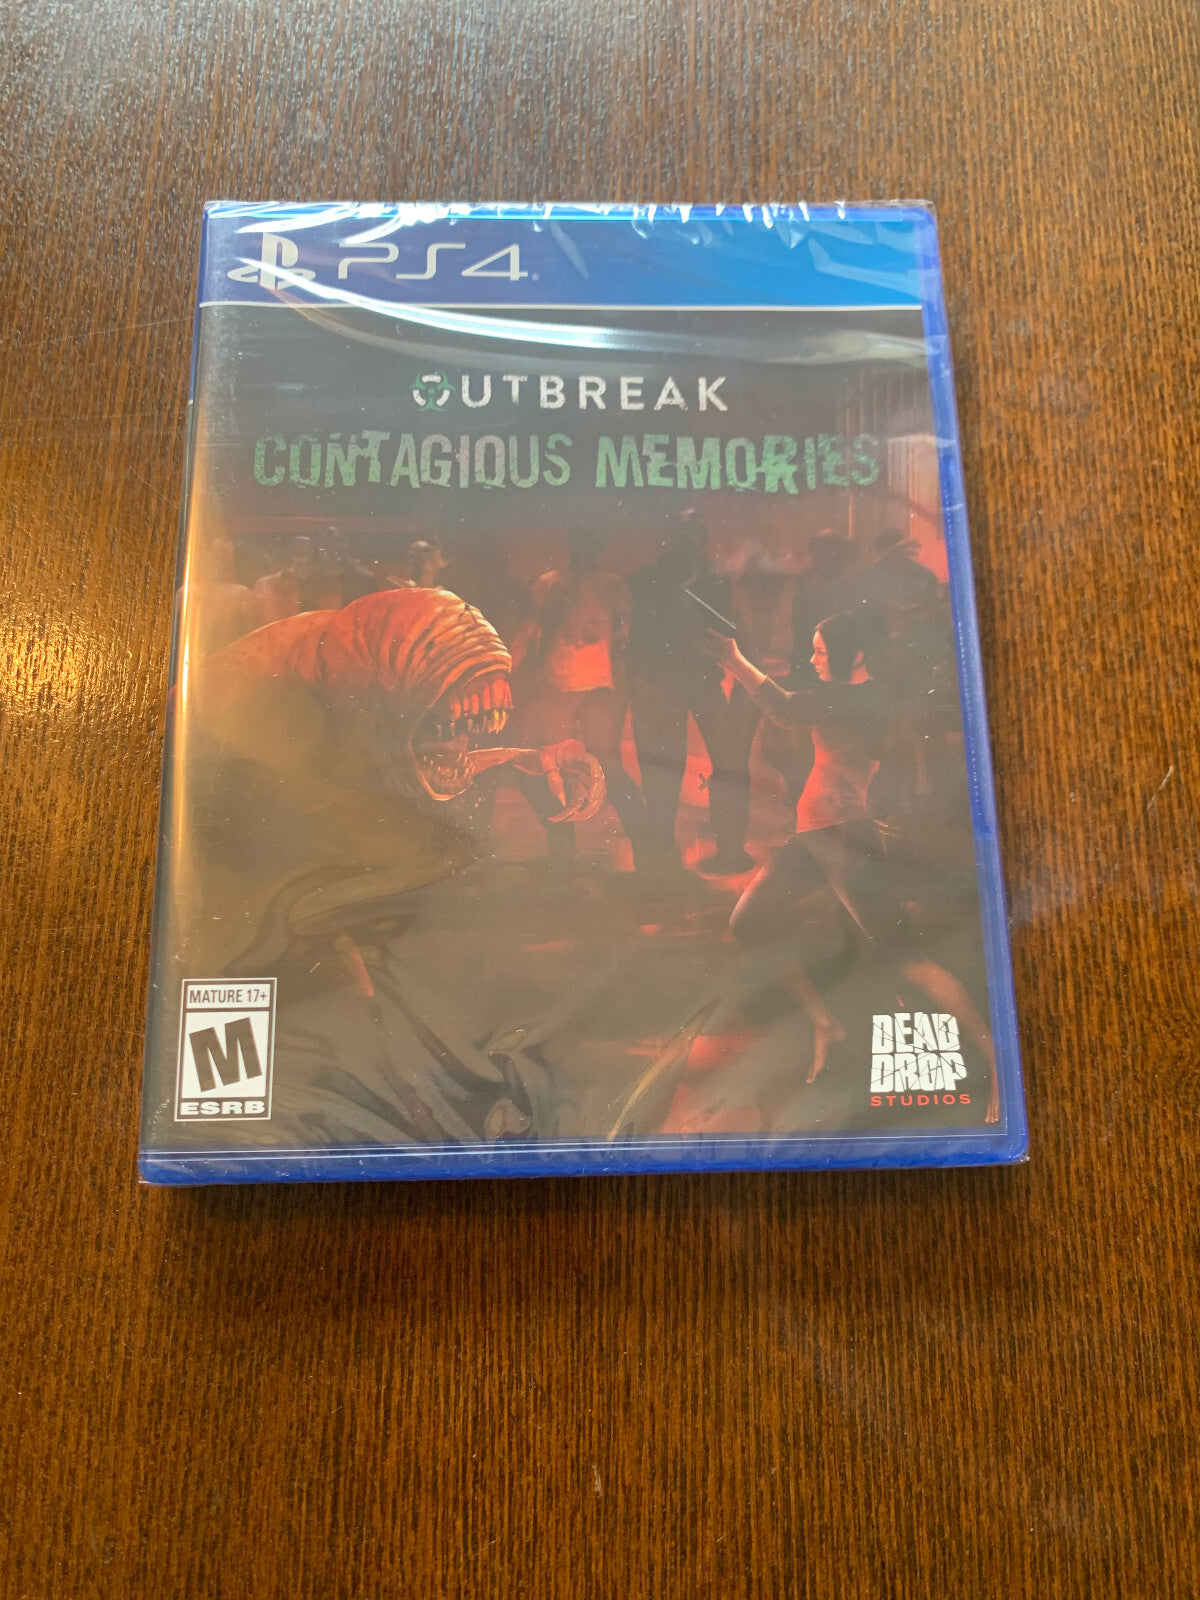 PS4
OUTBREAK
CONTAGIOUS MEMORIES
MATURE 17+
M
ESRB
DEAD
DROP
STUDIOS